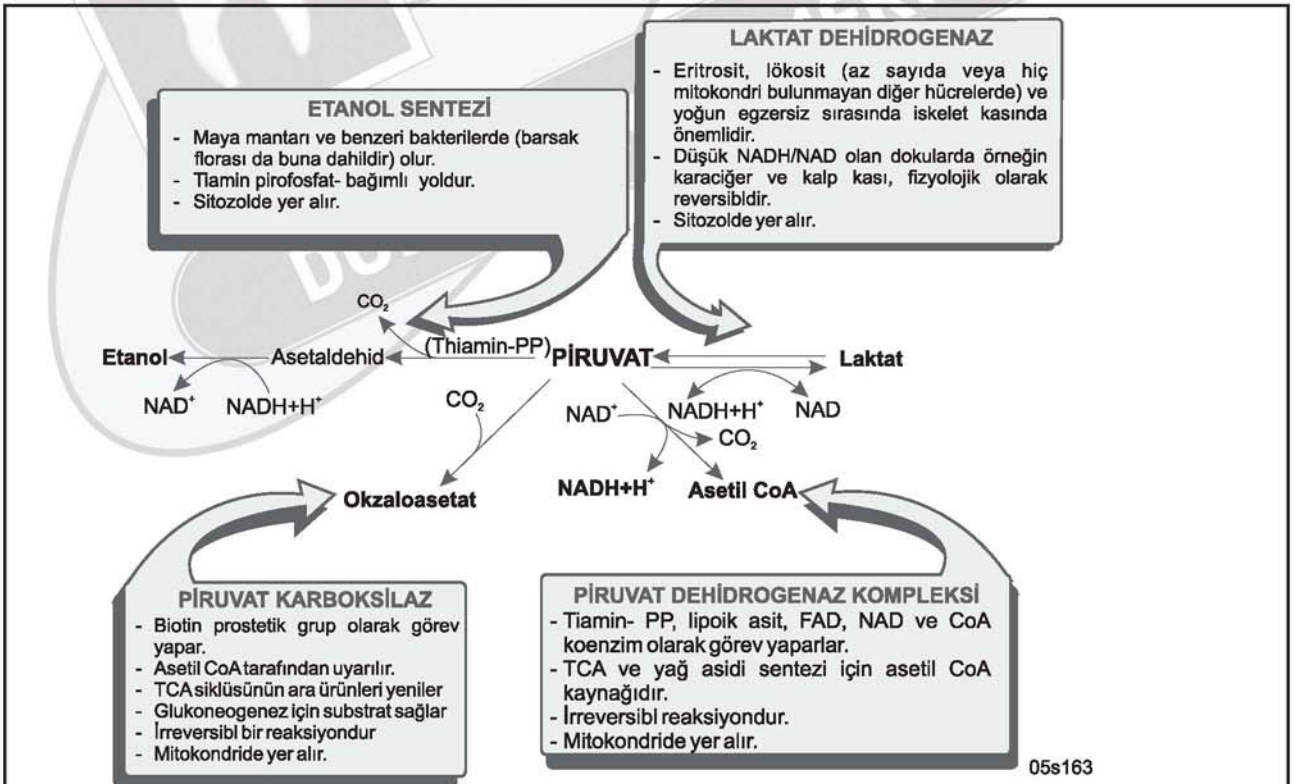 ETANOL SENTEZİ
- Maya mantarı ve benzeri bakterilerde (barsak
florası da buna dahildir) olur.
- Tiamin pirofosfat- bağımlı yoldur.
- Sitozolde yer alır.
LAKTAT DEHİDROGENAZ
- Eritrosit, lökosit (az sayıda veya hiç
mitokondri bulunmayan diğer hücrelerde) ve
yoğun egzersiz sırasında iskelet kasında
önemlidir.
- Düşük NADH/NAD olan dokularda örneğin
karaciğer ve kalp kası, fizyolojik olarak
reversibldir.
- Sitozolde yer alır.
CO₂
Etanol Asetaldehid (Thiamin-PP) PİRUVAT Laktat
NAD⁺ NADH+H⁺ CO₂ NAD⁺ NADH+H⁺ NAD
CO₂
Okzaloasetat NADH+H⁺ Asetil CoA
PİRUVAT KARBOKSİLAZ
- Biotin prostetik grup olarak görev
yapar.
- Asetil CoA tarafından uyarılır.
- TCA siklüsünün ara ürünleri yeniler
- Glukoneogenez için substrat sağlar
- İrreversibl bir reaksiyondur
- Mitokondride yer alır.
PİRUVAT DEHİDROGENAZ KOMPLEKSİ
- Tiamin- PP, lipoik asit, FAD, NAD ve CoA
koenzim olarak görev yaparlar.
- TCA ve yağ asidi sentezi için asetil CoA
kaynağıdır.
- İrreversibl reaksiyondur.
- Mitokondride yer alır.
05s163